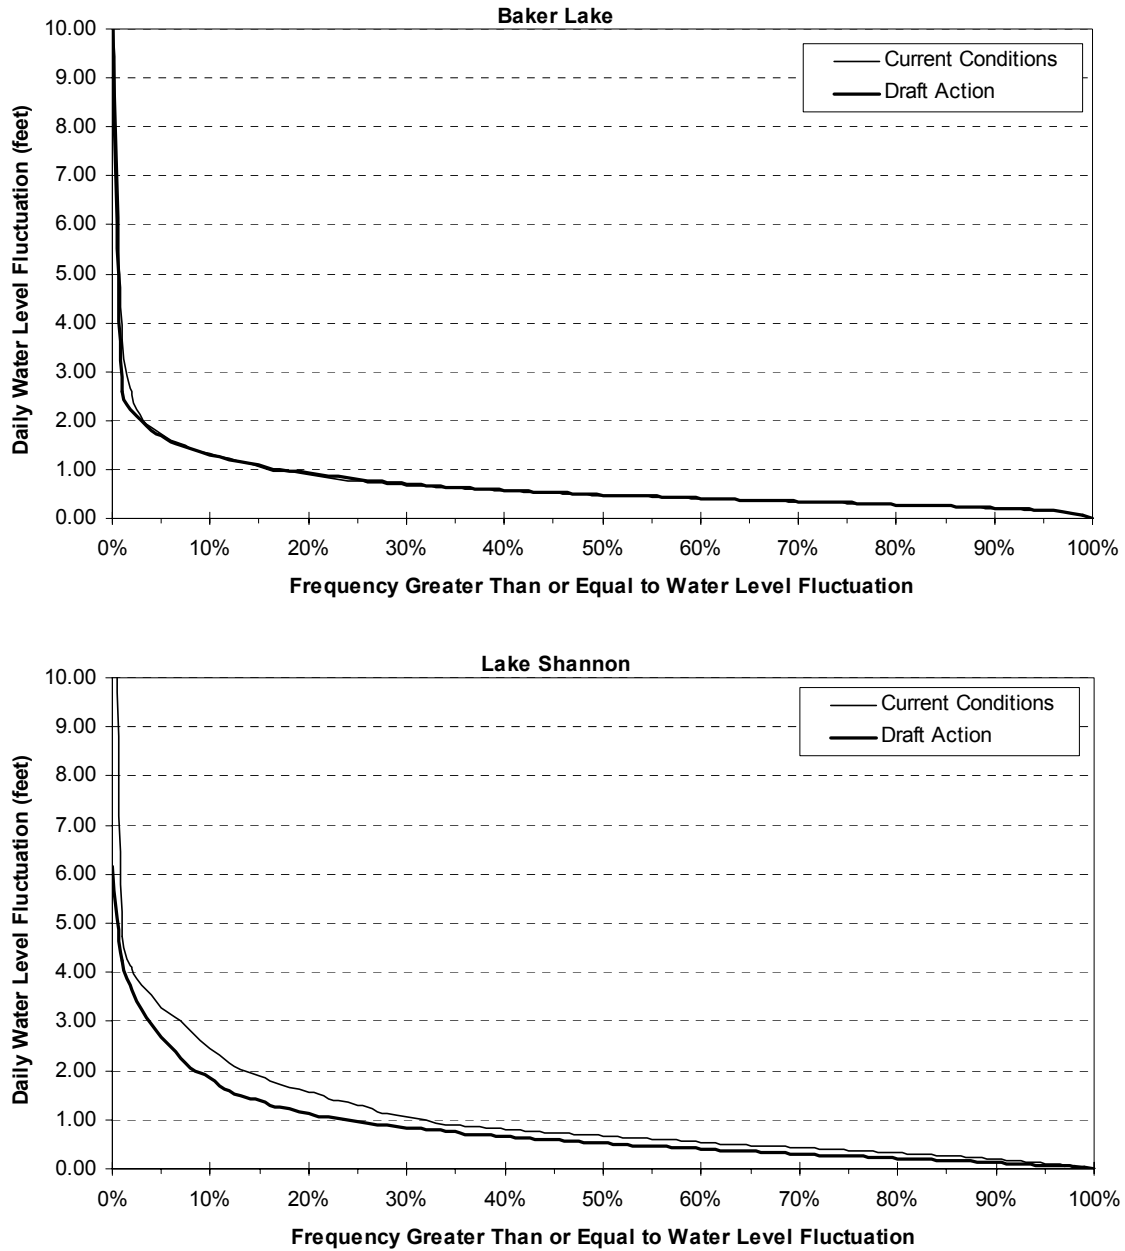 Baker Lake
10.00
9.00
8.00
7.00
6.00
5.00
4.00
3.00
2.00
1.00
0.00
Daily Water Level Fluctuation (feet)
Current Conditions
Draft Action
0% 10% 20% 30% 40% 50% 60% 70% 80% 90% 100%
Frequency Greater Than or Equal to Water Level Fluctuation
Lake Shannon
10.00
9.00
8.00
7.00
6.00
5.00
4.00
3.00
2.00
1.00
0.00
Daily Water Level Fluctuation (feet)
Current Conditions
Draft Action
0% 10% 20% 30% 40% 50% 60% 70% 80% 90% 100%
Frequency Greater Than or Equal to Water Level Fluctuation